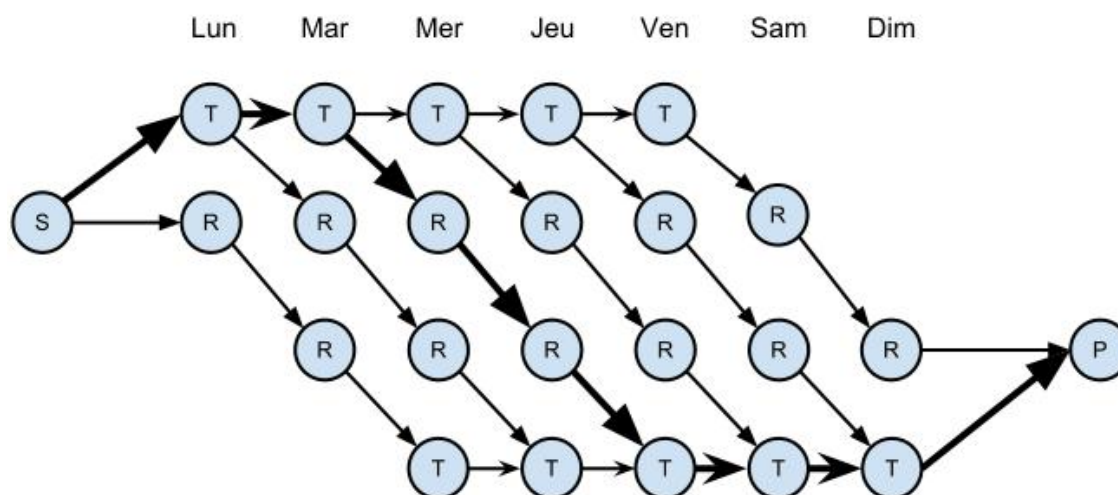 Lun Mar Mer Jeu Ven Sam Dim
T T T T T
S R R R R R R
R R R R R R P
T T T T T